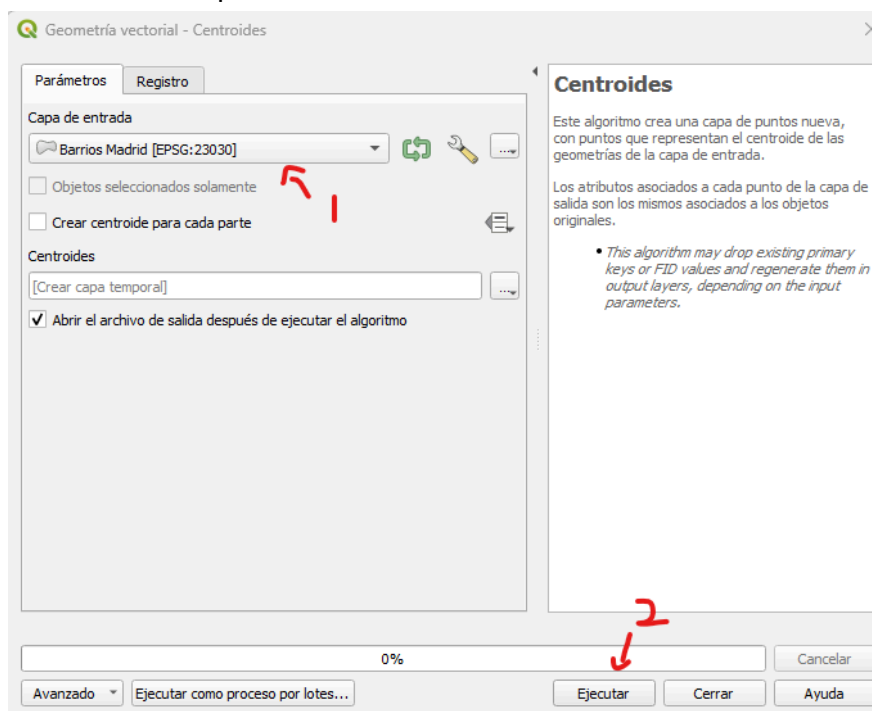 Geometría vectorial - Centroides
Parámetros
Registro
Capa de entrada
Barrios Madrid [EPSG:23030]
...
Objetos seleccionados solamente
1
Crear centroide para cada parte
Centroides
[Crear capa temporal]
...
Abrir el archivo de salida después de ejecutar el algoritmo
Centroides
Este algoritmo crea una capa de puntos nueva,
con puntos que representan el centroide de las
geometrías de la capa de entrada.
Los atributos asociados a cada punto de la capa de
salida son los mismos asociados a los objetos
originales.
• This algorithm may drop existing primary
keys or FID values and regenerate them in
output layers, depending on the input
parameters.
2
0%
Cancelar
Avanzado
Ejecutar como proceso por lotes...
Ejecutar
Cerrar
Ayuda